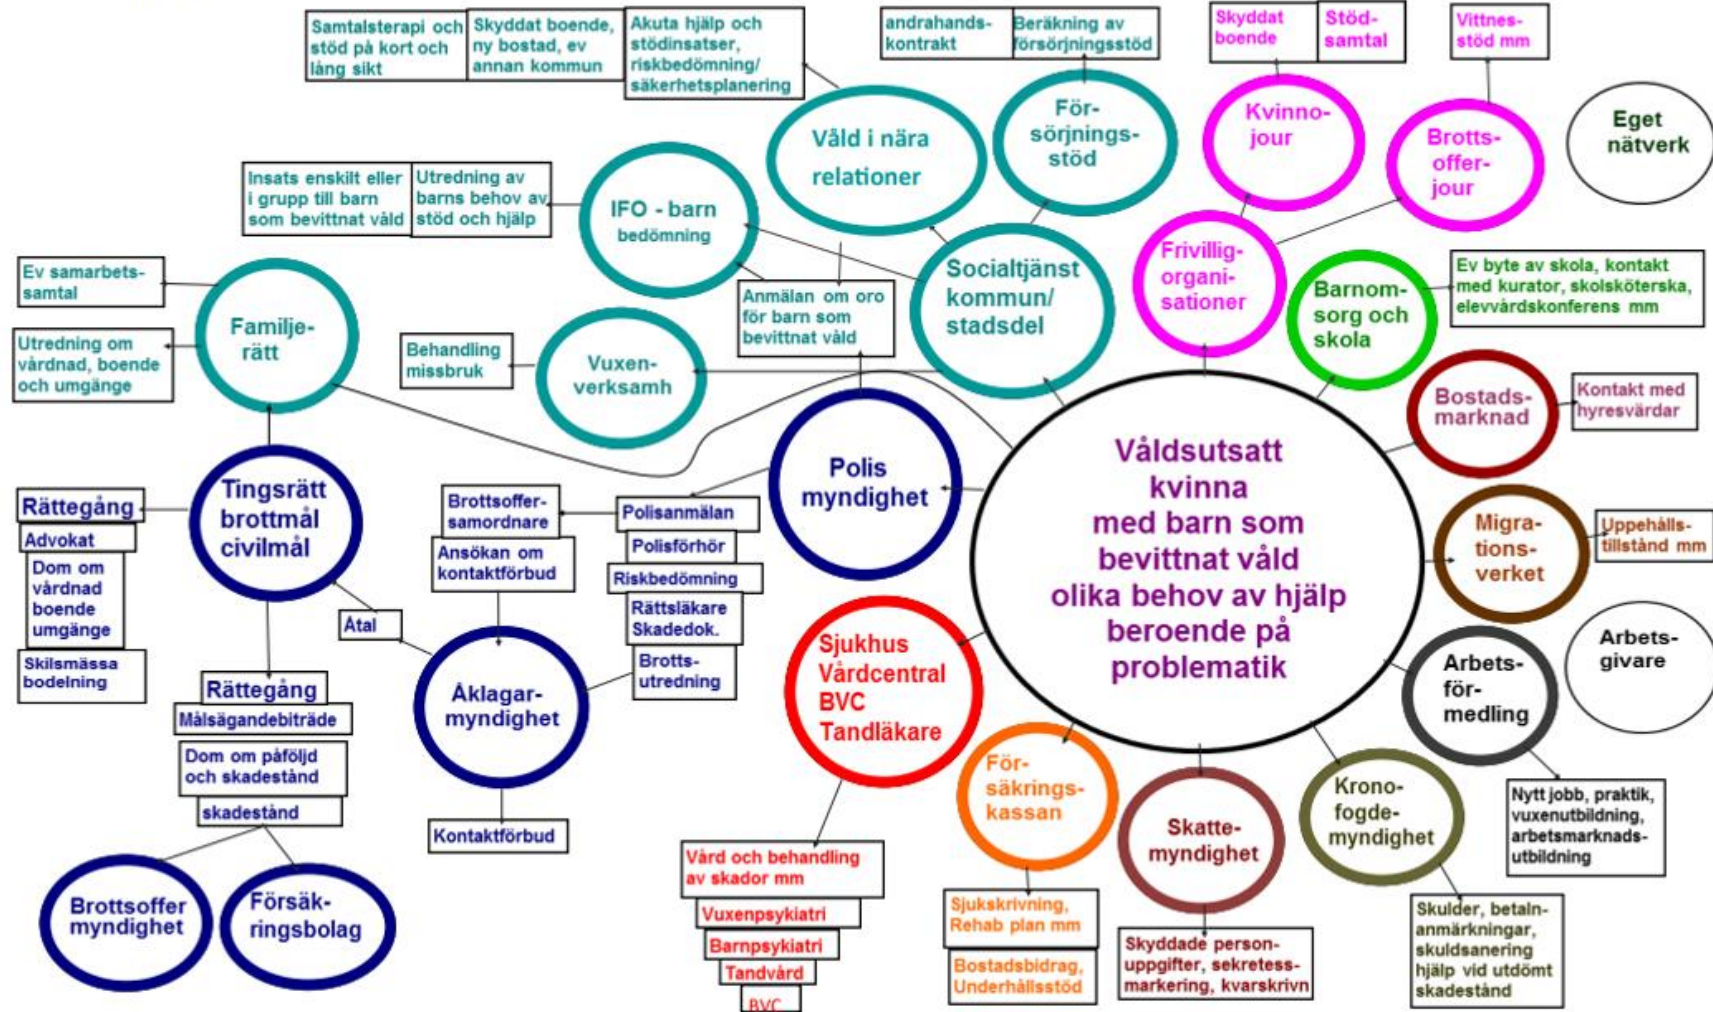 Samtalsterapi och
stöd på kort och
lång sikt
Skyddat boende,
ny bostad, ev
annan kommun
Akuta hjälp och
stödinsatser,
riskbedömning/
säkerhetsplanering
andrahands-
kontrakt
Beräkning av
försörjningsstöd
Skyddat
boende
Stöd-
samtal
Vittnes-
stöd mm
Våld i nära
relationer
För-
sörjnings-
stöd
Kvinno-
jour
Brotts-
offer-
jour
Eget
nätverk
Insats enskilt eller
i grupp till barn
som bevittnat våld
Utredning av
barns behov av
stöd och hjälp
IFO - barn
bedömning
Socialtjänst
kommun/
stadsdel
Frivillig-
organi-
sationer
Barnom-
sorg och
skola
Ev byte av skola, kontakt
med kurator, skolsköterska,
elevvårdskonferens mm
Ev samarbets-
samtal
Utredning om
vårdnad, boende
och umgänge
Familje-
rätt
Anmälan om oro
för barn som
bevittnat våld
Behandling
missbruk
Vuxen-
verksamh
Bostads-
marknad
Kontakt med
hyresvärdar
Våldsutsatt
kvinna
med barn som
bevittnat våld
olika behov av hjälp
beroende på
problematik
Polis
myndighet
Tingsrätt
brottmål
civilmål
Rättegång
Advokat
Dom om
vårdnad
boende
umgänge
Skilsmässa
bodelning
Brottsoffer-
samordnare
Ansökan om
kontaktförbud
Polisanmälan
Polisförhör
Riskbedömning
Rättsläkare
Skadedok.
Brotts-
utredning
Migra-
tions-
verket
Uppehålls-
tillstånd mm
Åtal
Åklagar-
myndighet
Kontaktförbud
Rättegång
Målsägandebiträde
Dom om påföljd
och skadestånd
skadestånd
Brottsoffer
myndighet
Försäk-
ringsbolag
Sjukhus
Vårdcentral
BVC
Tandläkare
Vård och behandling
av skador mm
Vuxenpsykiatri
Barnpsykiatri
Tandvård
BVC
För-
säkrings-
kassan
Sjukskrivning,
Rehab plan mm
Bostadsbidrag,
Underhållsstöd
Skatte-
myndighet
Skyddade person-
uppgifter, sekretess-
markering, kvarskrivn
Krono-
fogde-
myndighet
Skulder, betaln-
anmärkningar,
skuldsanering
hjälp vid utdömt
skadestånd
Arbets-
för-
medling
Arbets-
givare
Nytt jobb, praktik,
vuxenutbildning,
arbetsmarknads-
utbildning